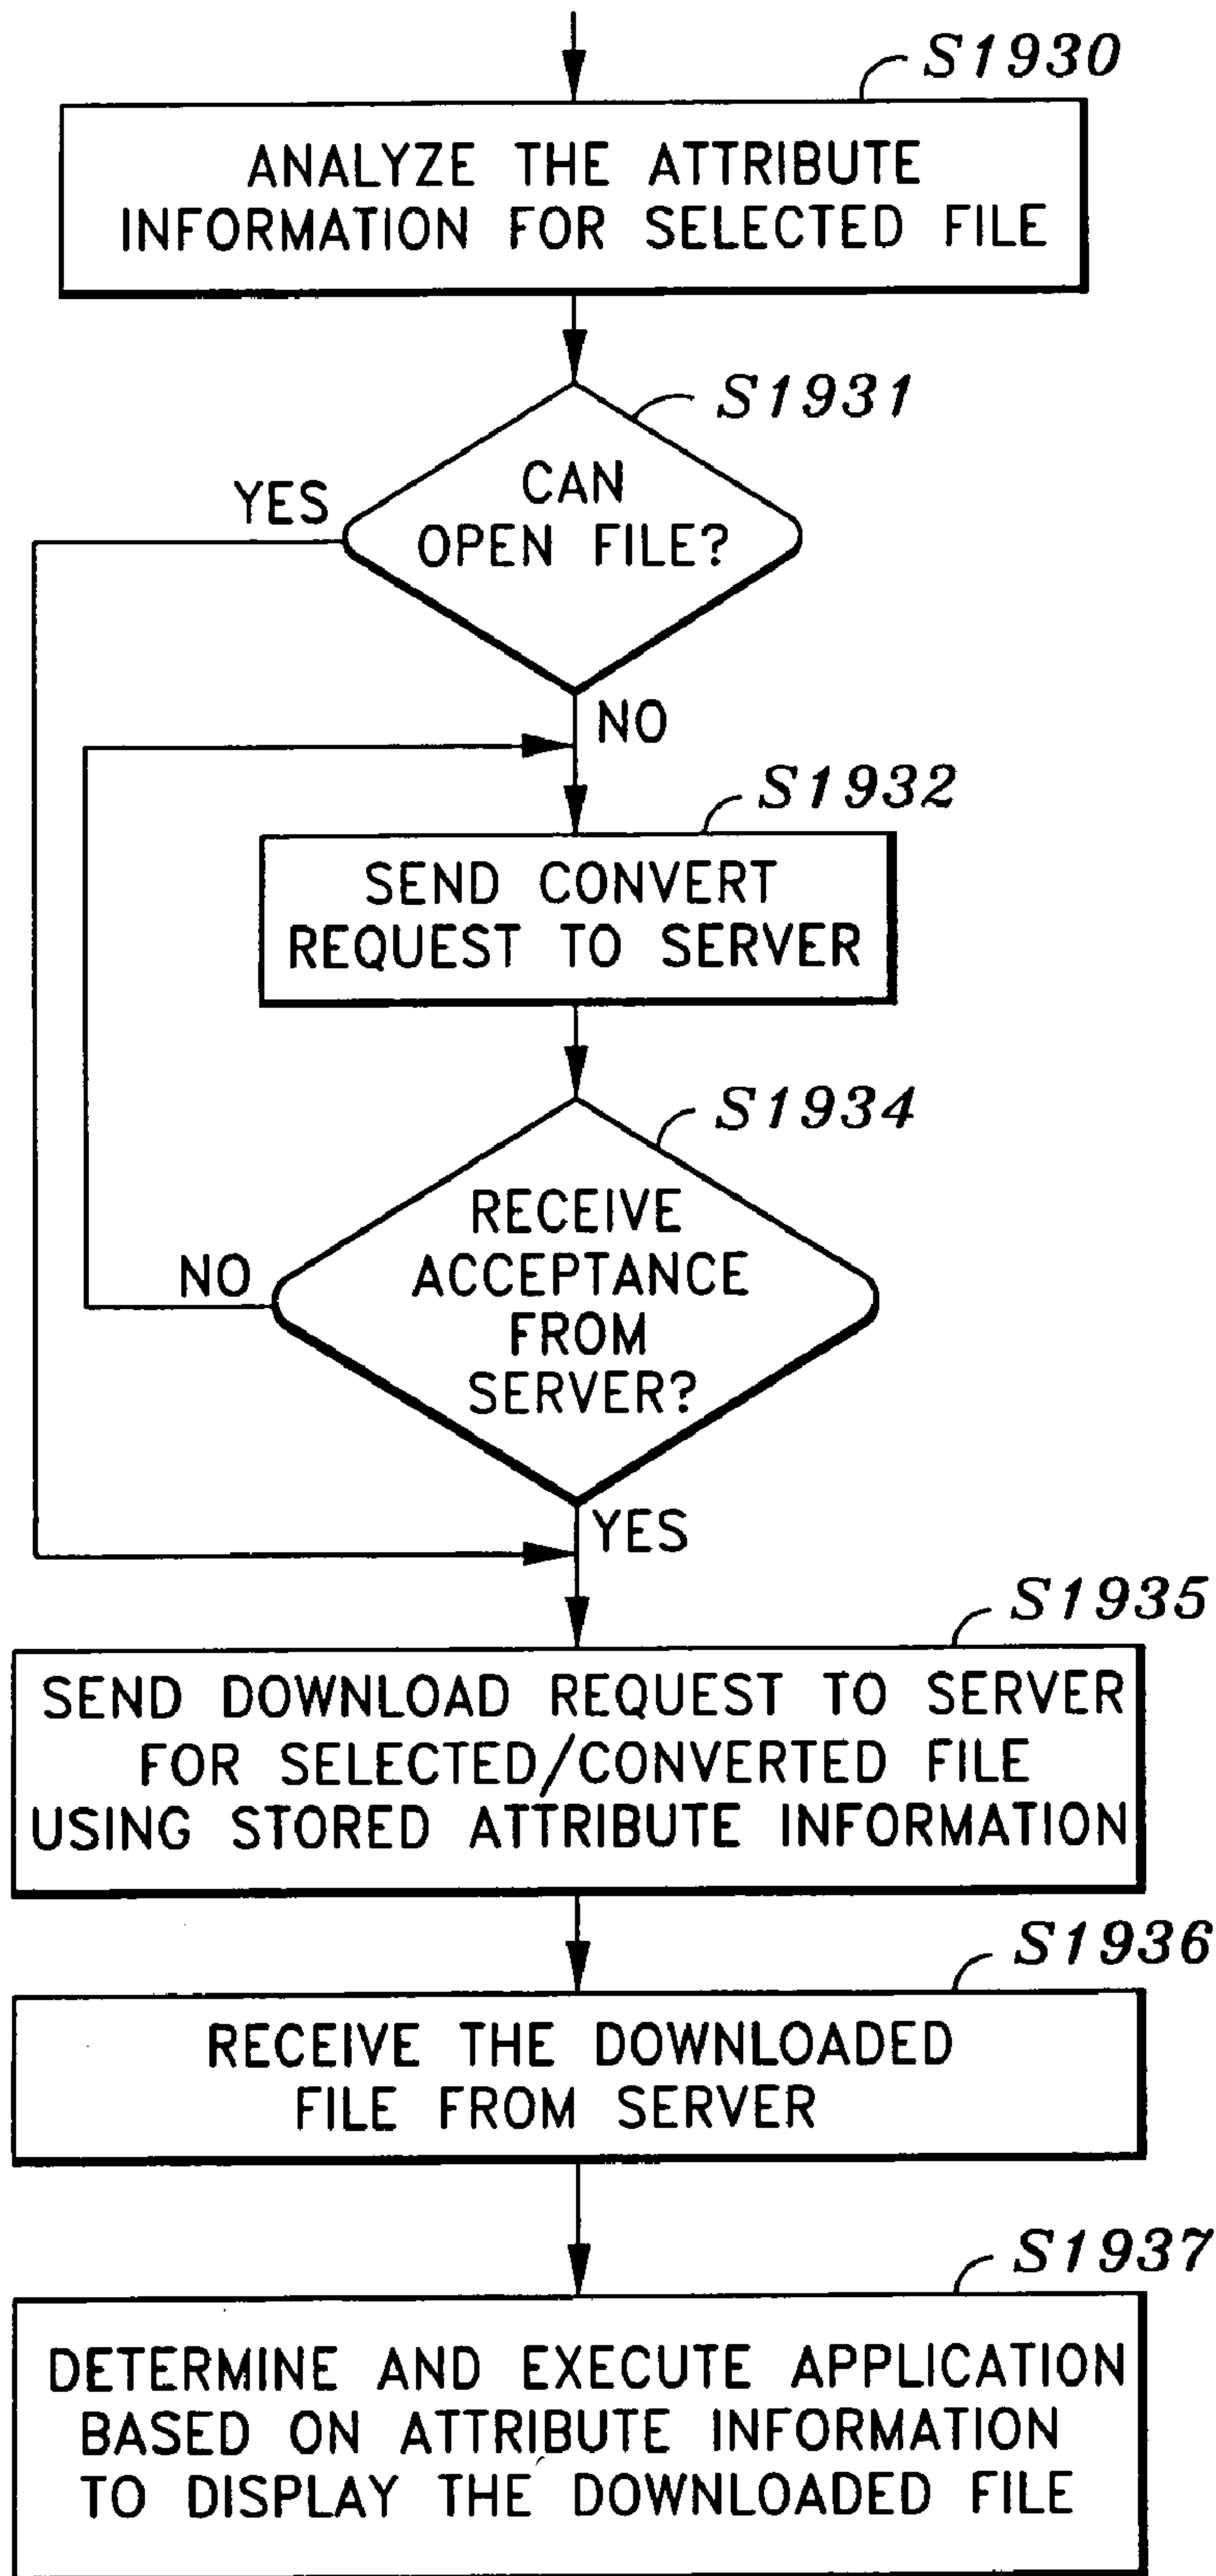 S1930
ANALYZE THE ATTRIBUTE
INFORMATION FOR SELECTED FILE
S1931
CAN
OPEN FILE?
YES
NO
S1932
SEND CONVERT
REQUEST TO SERVER
S1934
RECEIVE
ACCEPTANCE
FROM
SERVER?
NO
YES
S1935
SEND DOWNLOAD REQUEST TO SERVER
FOR SELECTED/CONVERTED FILE
USING STORED ATTRIBUTE INFORMATION
S1936
RECEIVE THE DOWNLOADED
FILE FROM SERVER
S1937
DETERMINE AND EXECUTE APPLICATION
BASED ON ATTRIBUTE INFORMATION
TO DISPLAY THE DOWNLOADED FILE